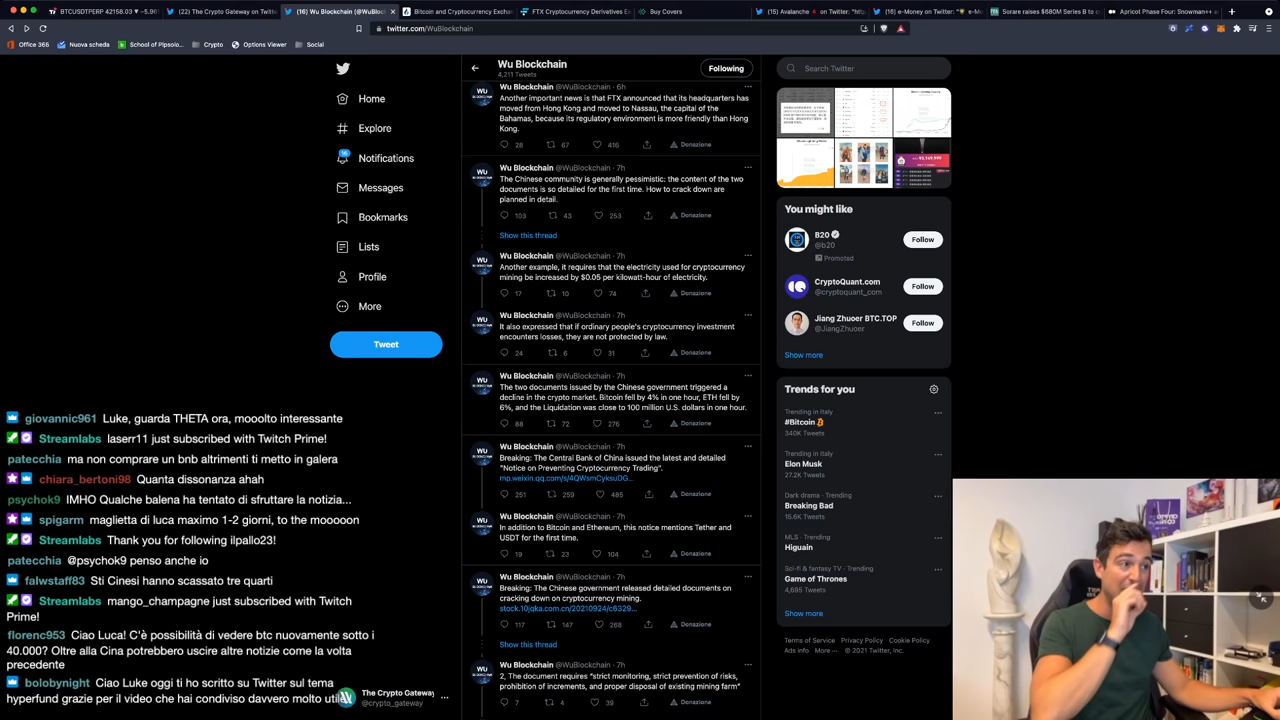 BTCUSDTPERP 42158.03 ▼ −5.96%
(22) The Crypto Gateway on Twitt
(16) Wu Blockchain (@WuBloc
Bitcoin and Cryptocurrency Exchan
FTX Cryptocurrency Derivatives E
Buy Covers
(15) Avalanche on Twitter: "http
(16) e-Money on Twitter:
Sorare raises $680M Series B to c
Apricot Phase Four: Snowman++ a
twitter.com/WuBlockchain
Office 365
Nuova scheda
School of Pipsolo...
Crypto
Options Viewer
Social
Home
Explore
Notifications
Messages
Bookmarks
Lists
Profile
More
Tweet
giovannic961 Luke, guarda THETA ora, mooolto interessante
Streamlabs lokerr11 just subscribed with Twitch Prime!
patecchia ma non comprare un bnb altrimenti ti metto in galera
chiara_berlin88 Quanta dissonanza ahah
psychok9 IMHO Qualche balena ha tentato di sfruttare la notizia...
spigarm tretta di luca maximo 1-2 giorni, to the mooooon
Streamlabs Thank you for following ilpallo23!
patecchia @psychok9 penso anche io
falwstaff83 Sti Cinesi hanno scassato tre quarti
Streamlabs mango_champagne just subscribed with Twitch
Prime!
florenc953 Ciao Luca! C'è possibilità di vedere btc nuovamente sotto i
40.000? Oltre alla Cina potrebbero usare altre notizie come la volta
precedente
bolobynight Ciao Luke oggi ti ho scritto su Twitter sul tema
hyperfund grazie per il video che hai condiviso davvero molto util
The Crypto Gateway
@crypto_gateway
Wu Blockchain
4,211 Tweets
Following
Wu Blockchain @WuBlockchain · 6h
Another important news is that FTX announced that its headquarters has
moved from Hong Kong and moved to Nassau, the capital of the
Bahamas, because its regulatory environment is more friendly than Hong
Kong.
28 67 416 Donazione
Wu Blockchain @WuBlockchain · 7h
The Chinese community is generally pessimistic: the content of the two
documents is so detailed for the first time. How to crack down are
planned in detail.
103 43 253 Donazione
Show this thread
Wu Blockchain @WuBlockchain · 7h
Another example, it requires that the electricity used for cryptocurrency
mining be increased by $0.05 per kilowatt-hour of electricity.
17 10 74 Donazione
Wu Blockchain @WuBlockchain · 7h
It also expressed that if ordinary people's cryptocurrency investment
encounters losses, they are not protected by law.
24 6 31 Donazione
Wu Blockchain @WuBlockchain · 7h
The two documents issued by the Chinese government triggered a
decline in the crypto market. Bitcoin fell by 4% in one hour, ETH fell by
6%, and the Liquidation was close to 100 million U.S. dollars in one hour.
88 72 276 Donazione
Wu Blockchain @WuBlockchain · 7h
Breaking: The Central Bank of China issued the latest and detailed
"Notice on Preventing Cryptocurrency Trading".
mp.weixin.qq.com/s/4QWsmCyksuDG...
251 259 485 Donazione
Wu Blockchain @WuBlockchain · 7h
In addition to Bitcoin and Ethereum, this notice mentions Tether and
USDT for the first time.
19 23 104 Donazione
Wu Blockchain @WuBlockchain · 7h
Breaking: The Chinese government released detailed documents on
cracking down on cryptocurrency mining.
stock.10jqka.com.cn/20210924/c6329...
117 147 268 Donazione
Show this thread
Wu Blockchain @WuBlockchain · 7h
2, The document requires "strict monitoring, strict prevention of risks,
prohibition of increments, and proper disposal of existing mining farm"
7 4 39 Donazione
Search Twitter
You might like
B20
@b20
Promoted
Follow
CryptoQuant.com
@cryptoquant_com
Follow
Jiang Zhuoer BTC.TOP
@JiangZhuoer
Follow
Show more
Trends for you
Trending in Italy
#Bitcoin
340K Tweets
Trending in Italy
Elon Musk
27.2K Tweets
Dark drama · Trending
Breaking Bad
15.6K Tweets
MLS · Trending
Higuain
Sci-fi & fantasy TV · Trending
Game of Thrones
4,695 Tweets
Show more
Terms of Service Privacy Policy Cookie Policy
Ads info More ··· © 2021 Twitter, Inc.